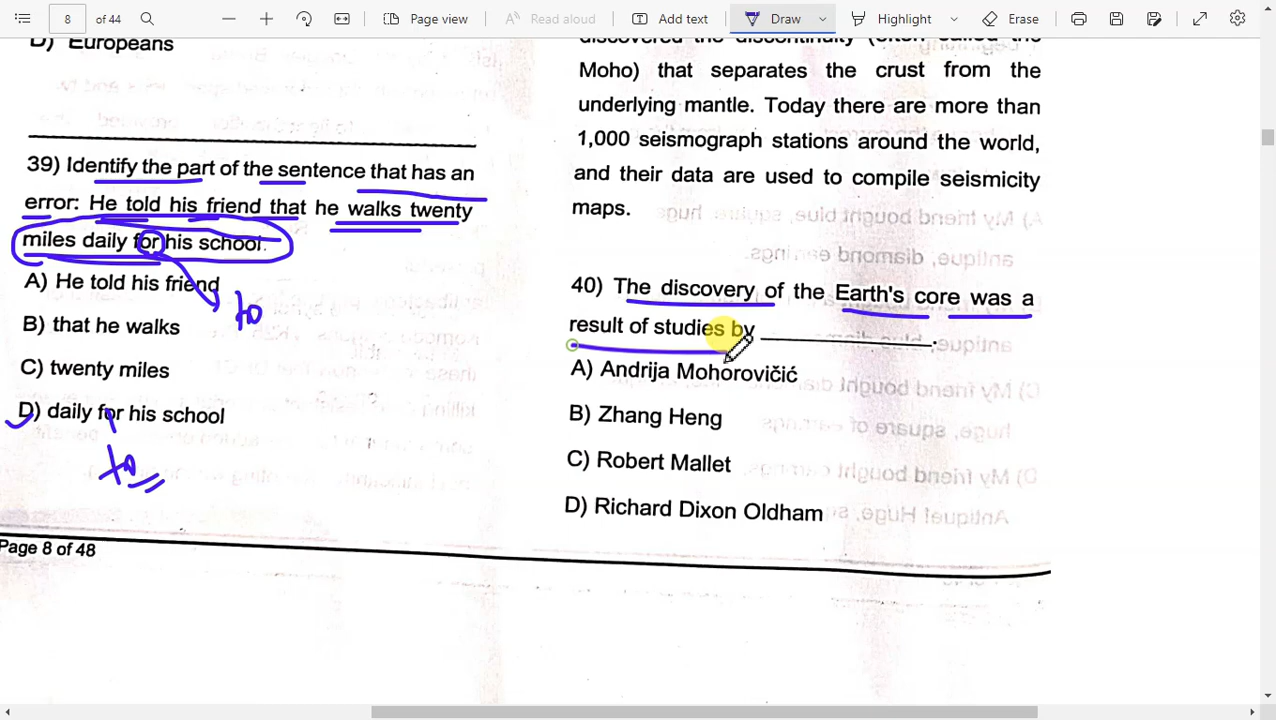 8 of 44
Page view
Read aloud
Add text
Draw
Highlight
Erase
D) Europeans
39) Identify the part of the sentence that has an
error: He told his friend that he walks twenty
miles daily for his school.
A) He told his friend
to
B) that he walks
C) twenty miles
D) daily for his school
to
Page 8 of 48
discovered the discontinuity (often called the
Moho) that separates the crust from the
underlying mantle. Today there are more than
1,000 seismograph stations around the world,
and their data are used to compile seismicity
maps.
40) The discovery of the Earth's core was a
result of studies by ____________.
A) Andrija Mohorovičić
B) Zhang Heng
C) Robert Mallet
D) Richard Dixon Oldham